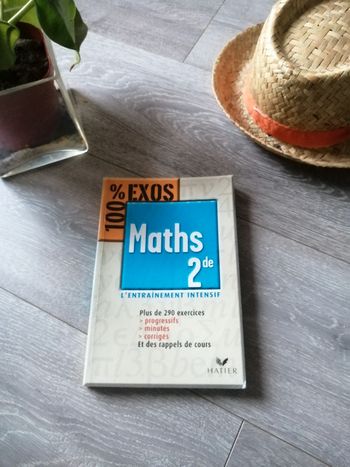 100% EXOS
Maths
2de
L'ENTRAÎNEMENT INTENSIF
Plus de 290 exercices
> progressifs
> minutés
> corrigés
Et des rappels de cours
HATIER